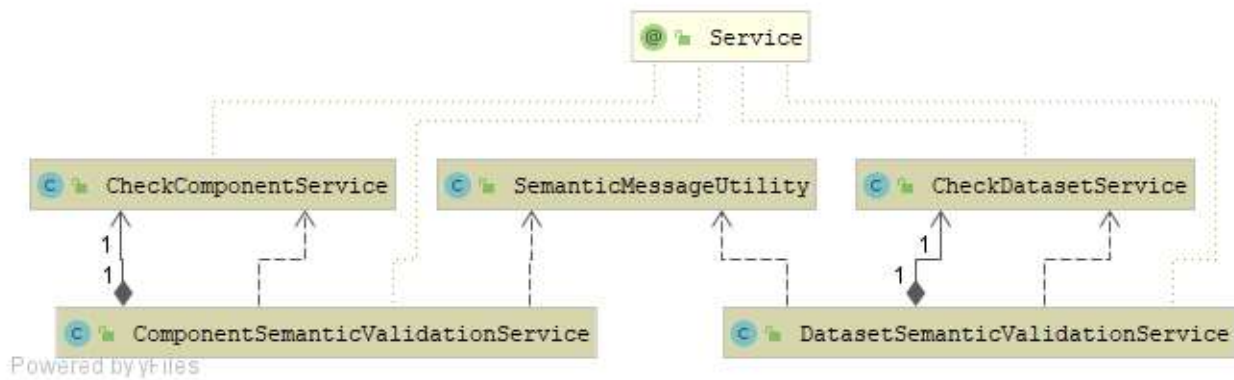 @ Service
C CheckComponentService
C SemanticMessageUtility
C CheckDatasetService
1
1
1
1
C ComponentSemanticValidationService
C DatasetSemanticValidationService
Powered by yFiles